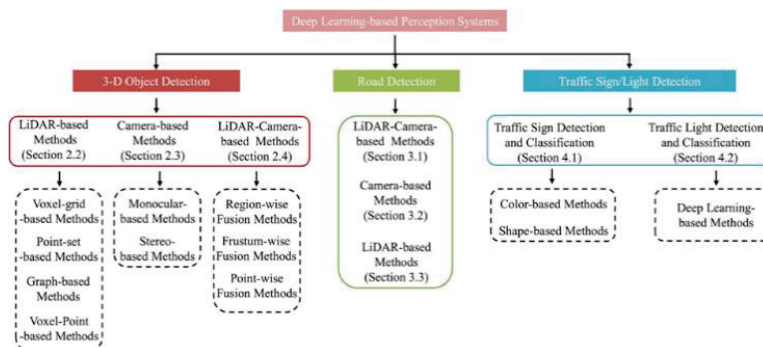 Deep Learning-based Perception Systems
3-D Object Detection
Road Detection
Traffic Sign/Light Detection
LiDAR-based
Methods
(Section 2.2)
Camera-based
Methods
(Section 2.3)
LiDAR-Camera-
based Methods
(Section 2.4)
LiDAR-Camera-
based Methods
(Section 3.1)
Camera-based
Methods
(Section 3.2)
LiDAR-based
Methods
(Section 3.3)
Traffic Sign Detection
and Classification
(Section 4.1)
Traffic Light Detection
and Classification
(Section 4.2)
Voxel-grid
-based Methods
Point-set
-based Methods
Graph-based
Methods
Voxel-Point
-based Methods
Monocular-
based Methods
Stereo-
based Methods
Region-wise
Fusion Methods
Frustum-wise
Fusion Methods
Point-wise
Fusion Methods
Color-based Methods
Shape-based Methods
Deep Learning-
based Methods